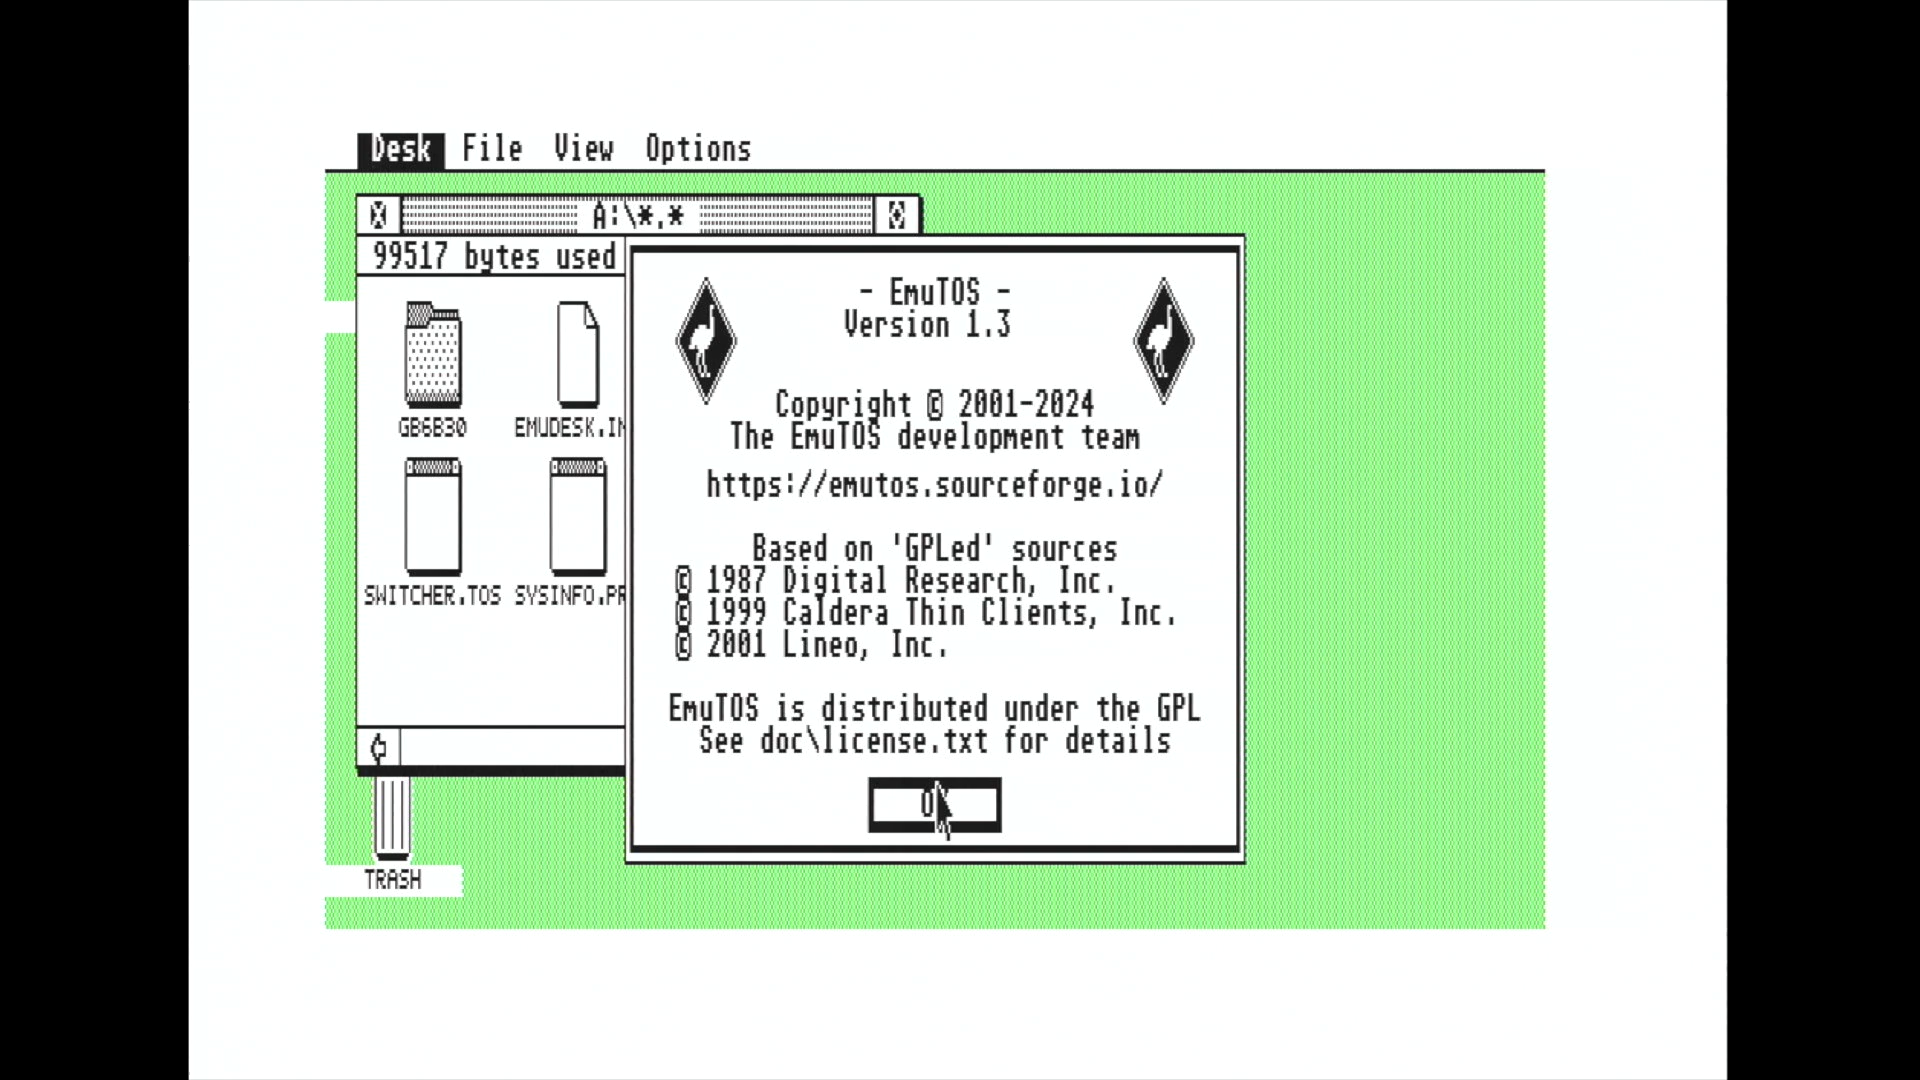 Desk File View Options
A:\*.*
99517 bytes used
GB6B30
EMUDESK.IN
SWITCHER.TOS
SYSINFO.PR
TRASH
- EmuTOS -
Version 1.3
Copyright © 2001-2024
The EmuTOS development team
https://emutos.sourceforge.io/
Based on 'GPLed' sources
© 1987 Digital Research, Inc.
© 1999 Caldera Thin Clients, Inc.
© 2001 Lineo, Inc.
EmuTOS is distributed under the GPL
See doc\license.txt for details
OK